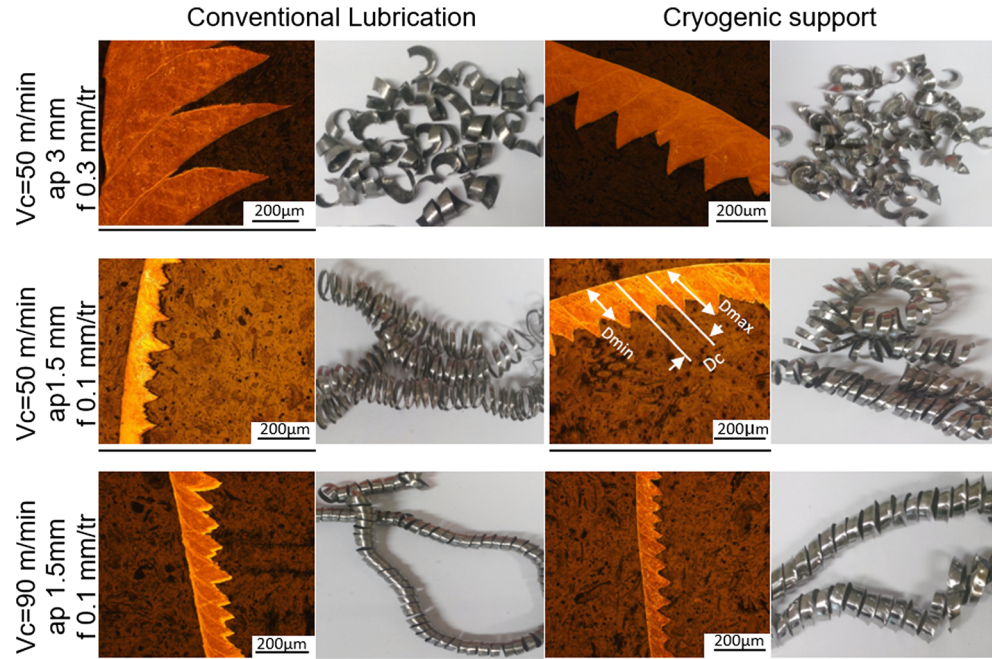 Conventional Lubrication
Cryogenic support
Vc=50 m/min
ap 3 mm
f 0.3 mm/tr
200µm
200um
Vc=50 m/min
ap1.5 mm
f 0.1 mm/tr
200µm
Dmin
Dmax
Dc
200µm
Vc=90 m/min
ap 1.5mm
f 0.1 mm/tr
200µm
200µm